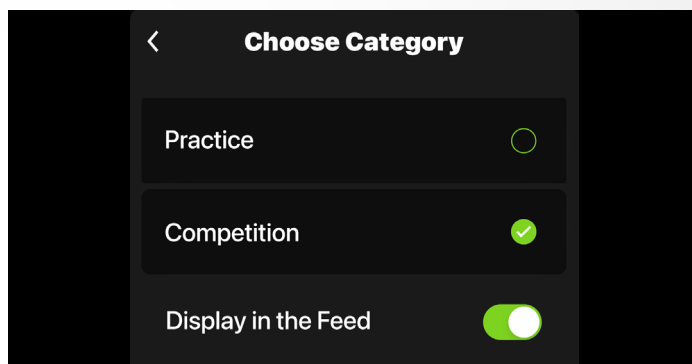 Choose Category
Practice
Competition
Display in the Feed